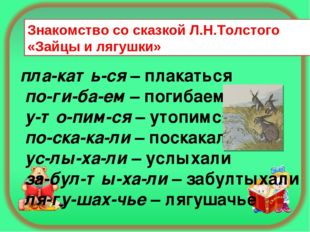 Знакомство со сказкой Л.Н.Толстого
«Зайцы и лягушки»
пла-кать-ся – плакаться
по-ги-ба-ем – погибаем
у-то-пим-ся – утопимся
по-ска-ка-ли – поскакали
ус-лы-ха-ли – услыхали
за-бул-ты-ха-ли – забултыхали
ля-гу-шах-чье – лягушачье